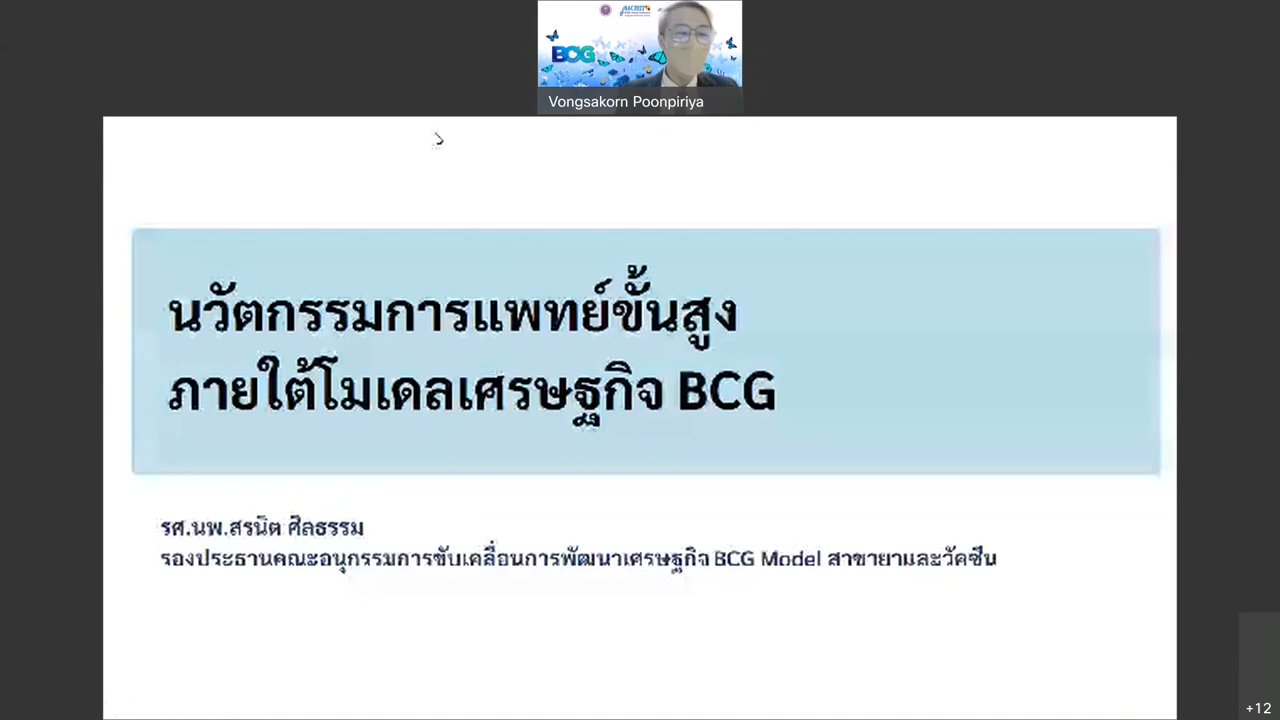 NAC2022
BCG
Vongsakorn Poonpiriya
นวัตกรรมการแพทย์ขั้นสูง
ภายใต้โมเดลเศรษฐกิจ BCG
รศ.นพ.สรนิต ศิลธรรม
รองประธานคณะอนุกรรมการขับเคลื่อนการพัฒนาเศรษฐกิจ BCG Model สาขายาและวัคซีน
+12